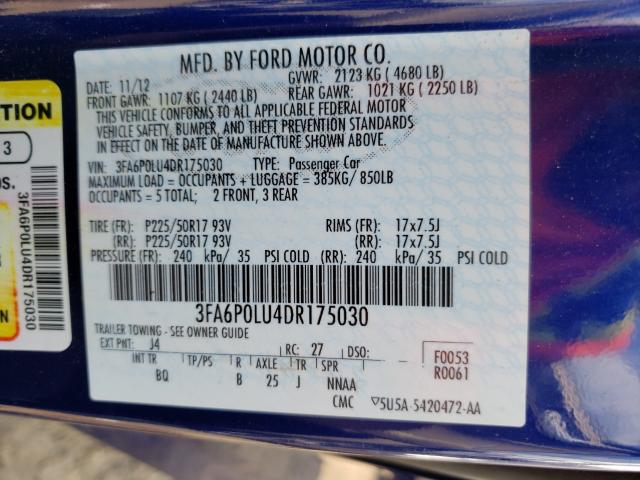 MFD. BY FORD MOTOR CO.
DATE: 11/12 GVWR: 2123 KG (4680 LB)
FRONT GAWR: 1107 KG (2440 LB) REAR GAWR: 1021 KG (2250 LB)
THIS VEHICLE CONFORMS TO ALL APPLICABLE FEDERAL MOTOR
VEHICLE SAFETY, BUMPER, AND THEFT PREVENTION STANDARDS
IN EFFECT ON THE DATE OF MANUFACTURE SHOWN ABOVE.
VIN: 3FA6P0LU4DR175030 TYPE: Passenger Car
MAXIMUM LOAD = OCCUPANTS + LUGGAGE = 385KG/ 850LB
OCCUPANTS = 5 TOTAL; 2 FRONT, 3 REAR
TIRE (FR): P225/50R17 93V RIMS (FR): 17x7.5J
(RR): P225/50R17 93V (RR): 17x7.5J
PRESSURE (FR): 240 kPa/ 35 PSI COLD (RR): 240 kPa/ 35 PSI COLD
3FA6P0LU4DR175030
TRAILER TOWING - SEE OWNER GUIDE
EXT PNT: J4 RC: 27 DSO: F0053
R0061
INT TR TP/PS R AXLE TR SPR
BQ B 25 J NNAA
CMC ▽5U5A-5420472-AA
TION
3
OS.
3FA6P0LU4DR175030
ON